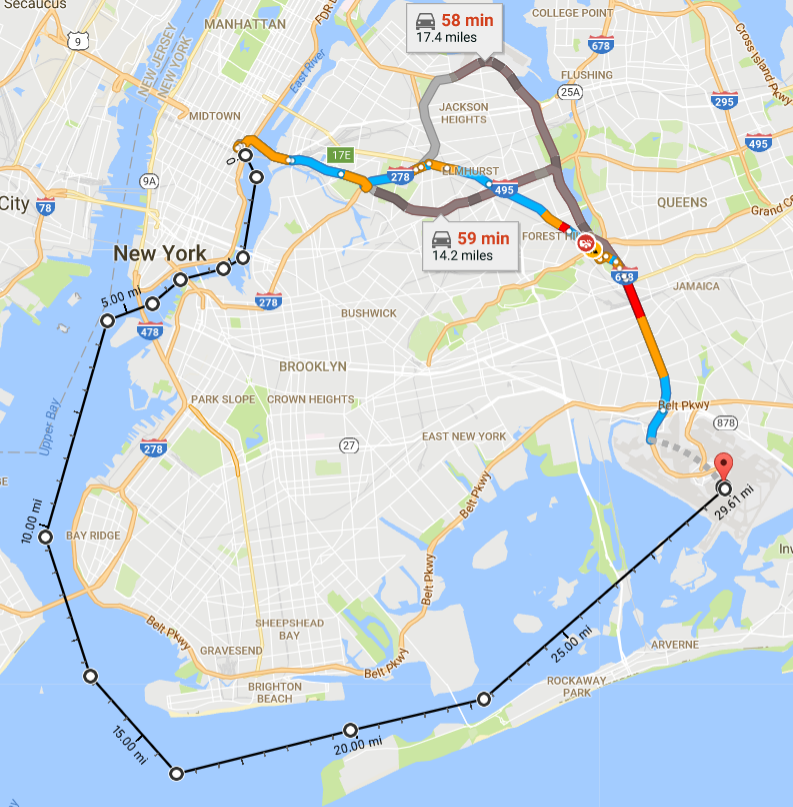 Secaucus
MANHATTAN
FDR D
COLLEGE POINT
58 min
17.4 miles
9
NEW JERSEY
NEW YORK
678
Cross Island Pkwy
FLUSHING
East River
25A
295
JACKSON
HEIGHTS
MIDTOWN
495
0
17E
278
ELMHURST
495
9A
City
78
QUEENS
Grand C
59 min
14.2 miles
FOREST HI
New York
678
JAMAICA
5.00 mi
278
BUSHWICK
478
BROOKLYN
PARK SLOPE
CROWN HEIGHTS
Belt Pkwy
878
Upper Bay
278
27
EAST NEW YORK
29.61 mi
Belt Pkwy
10.00 mi
BAY RIDGE
Inw
Belt Pkwy
Belt Pkwy
SHEEPSHEAD
BAY
GRAVESEND
Belt Pkwy
25.00 mi
ARVERNE
BRIGHTON
BEACH
ROCKAWAY
PARK
15.00 mi
20.00 mi